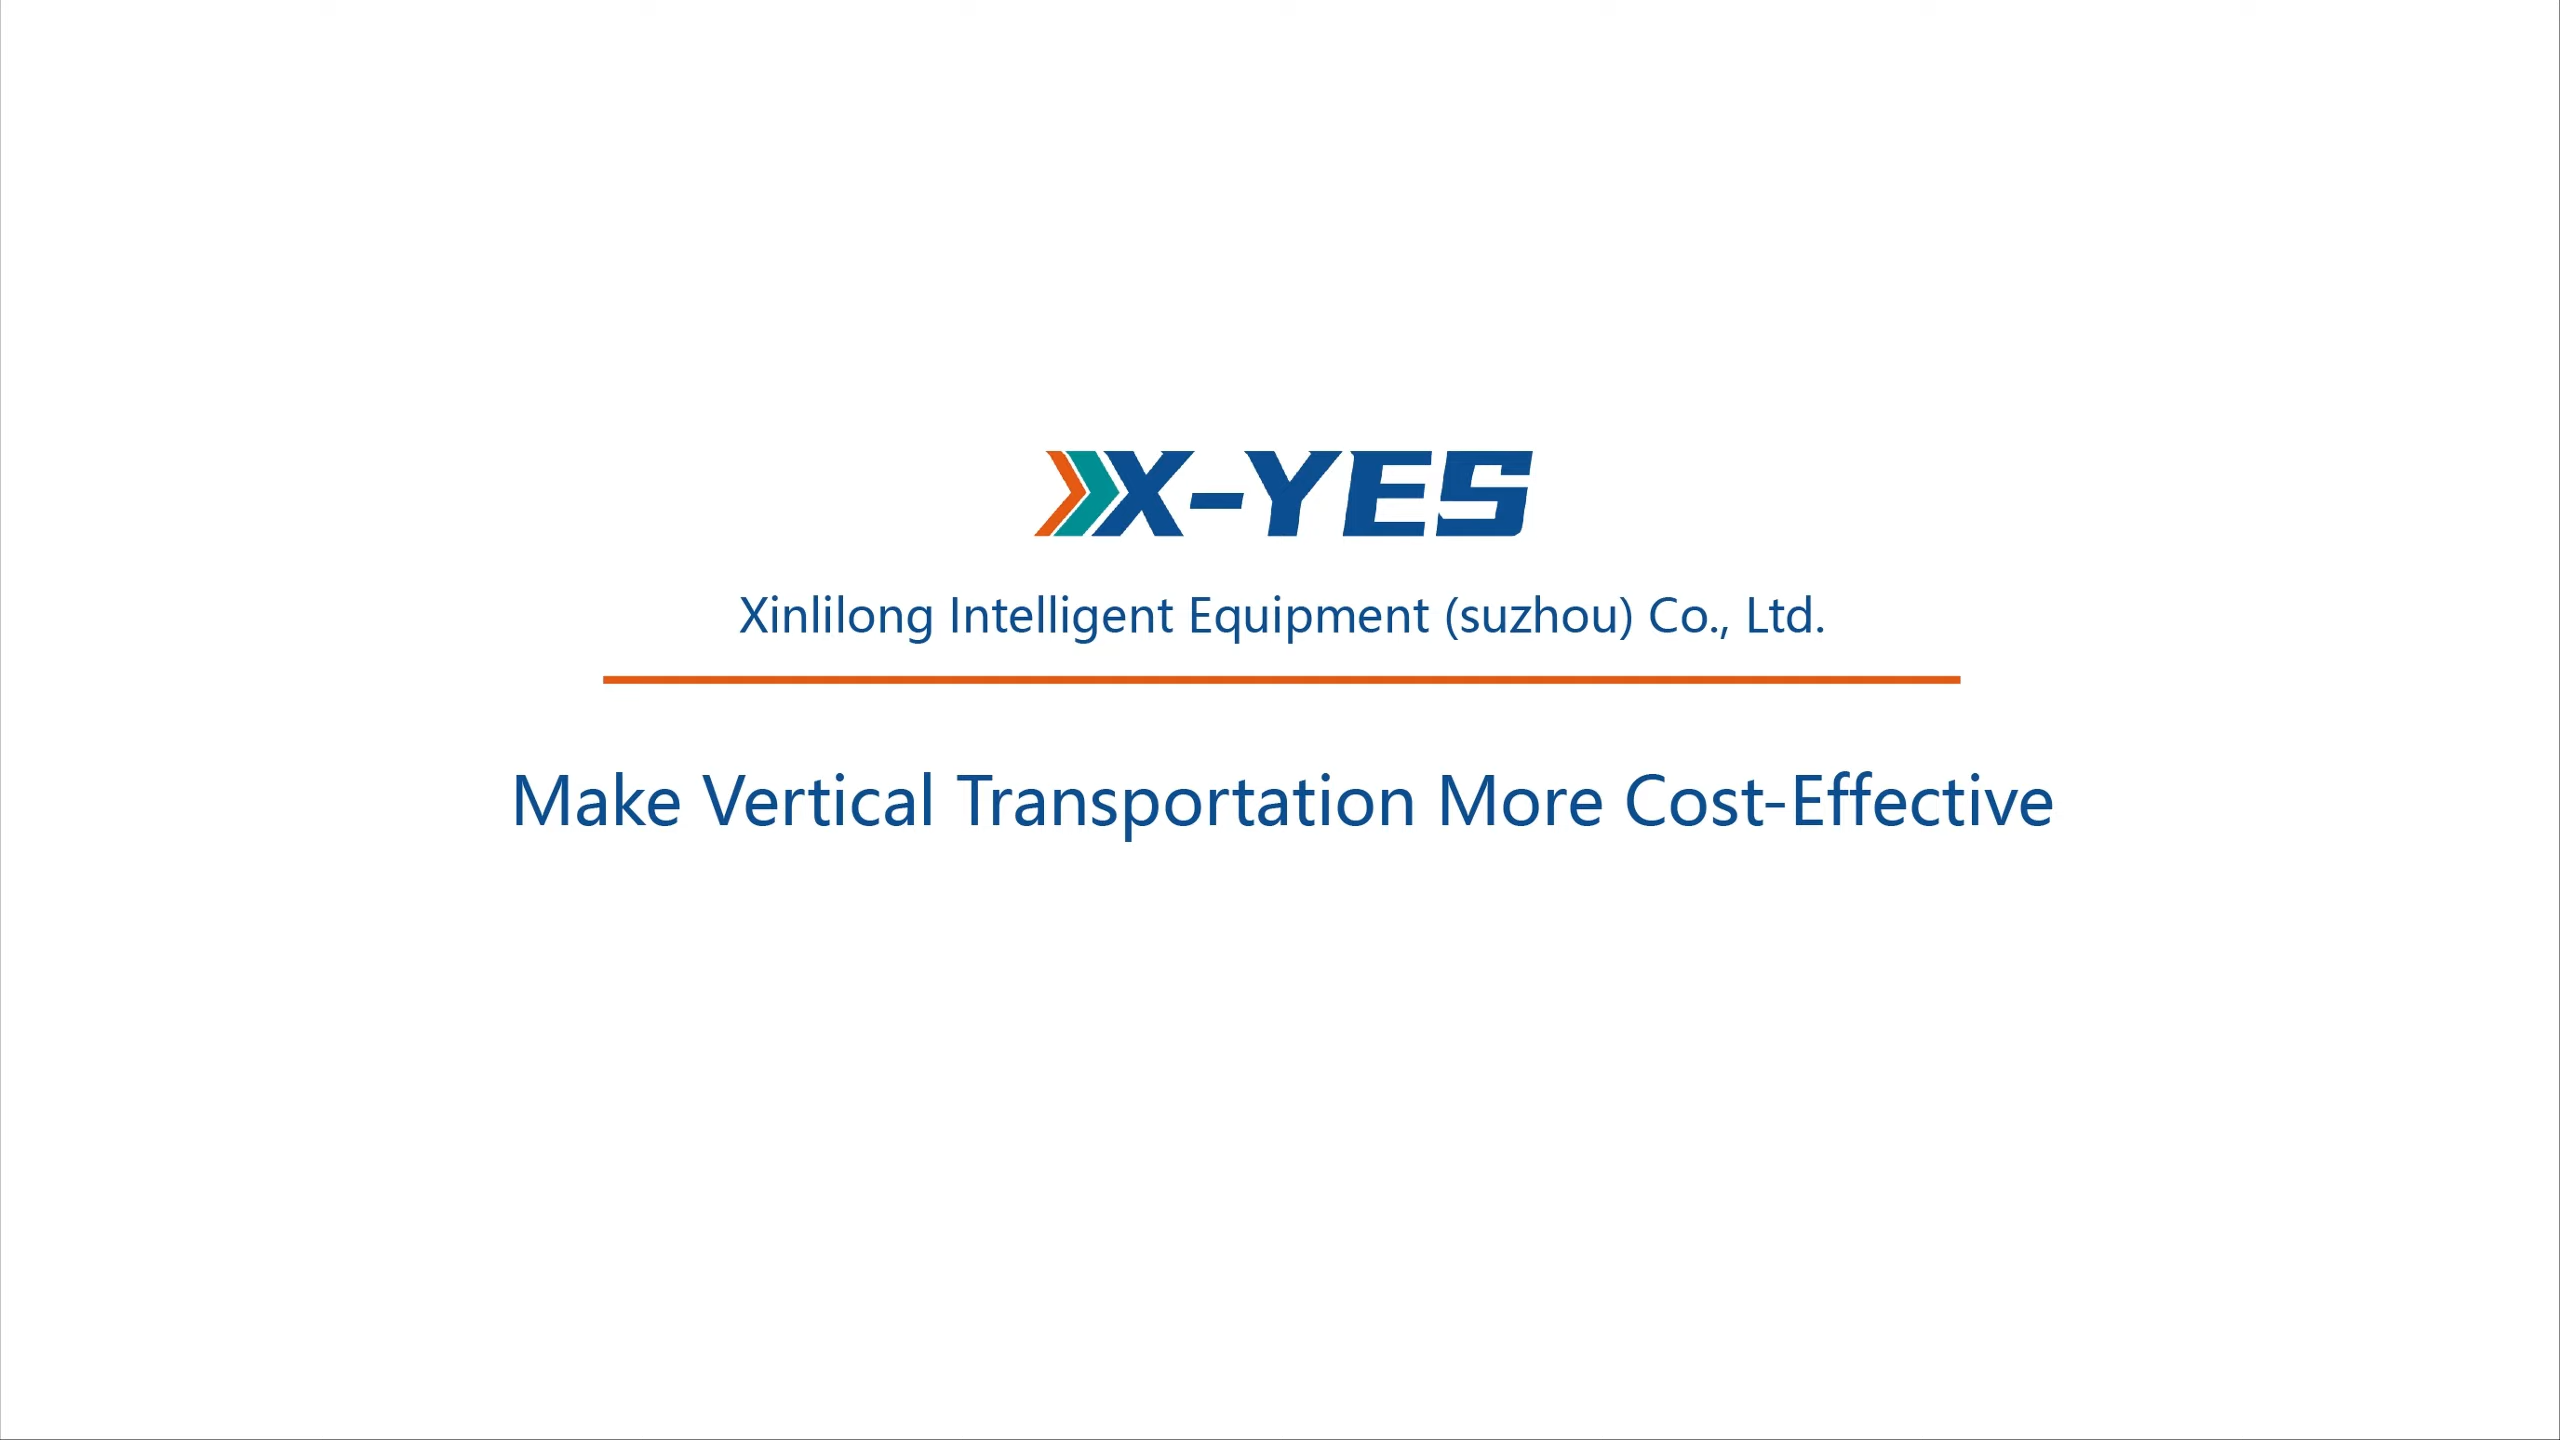 X-YES
Xinlilong Intelligent Equipment (suzhou) Co., Ltd.
Make Vertical Transportation More Cost-Effective